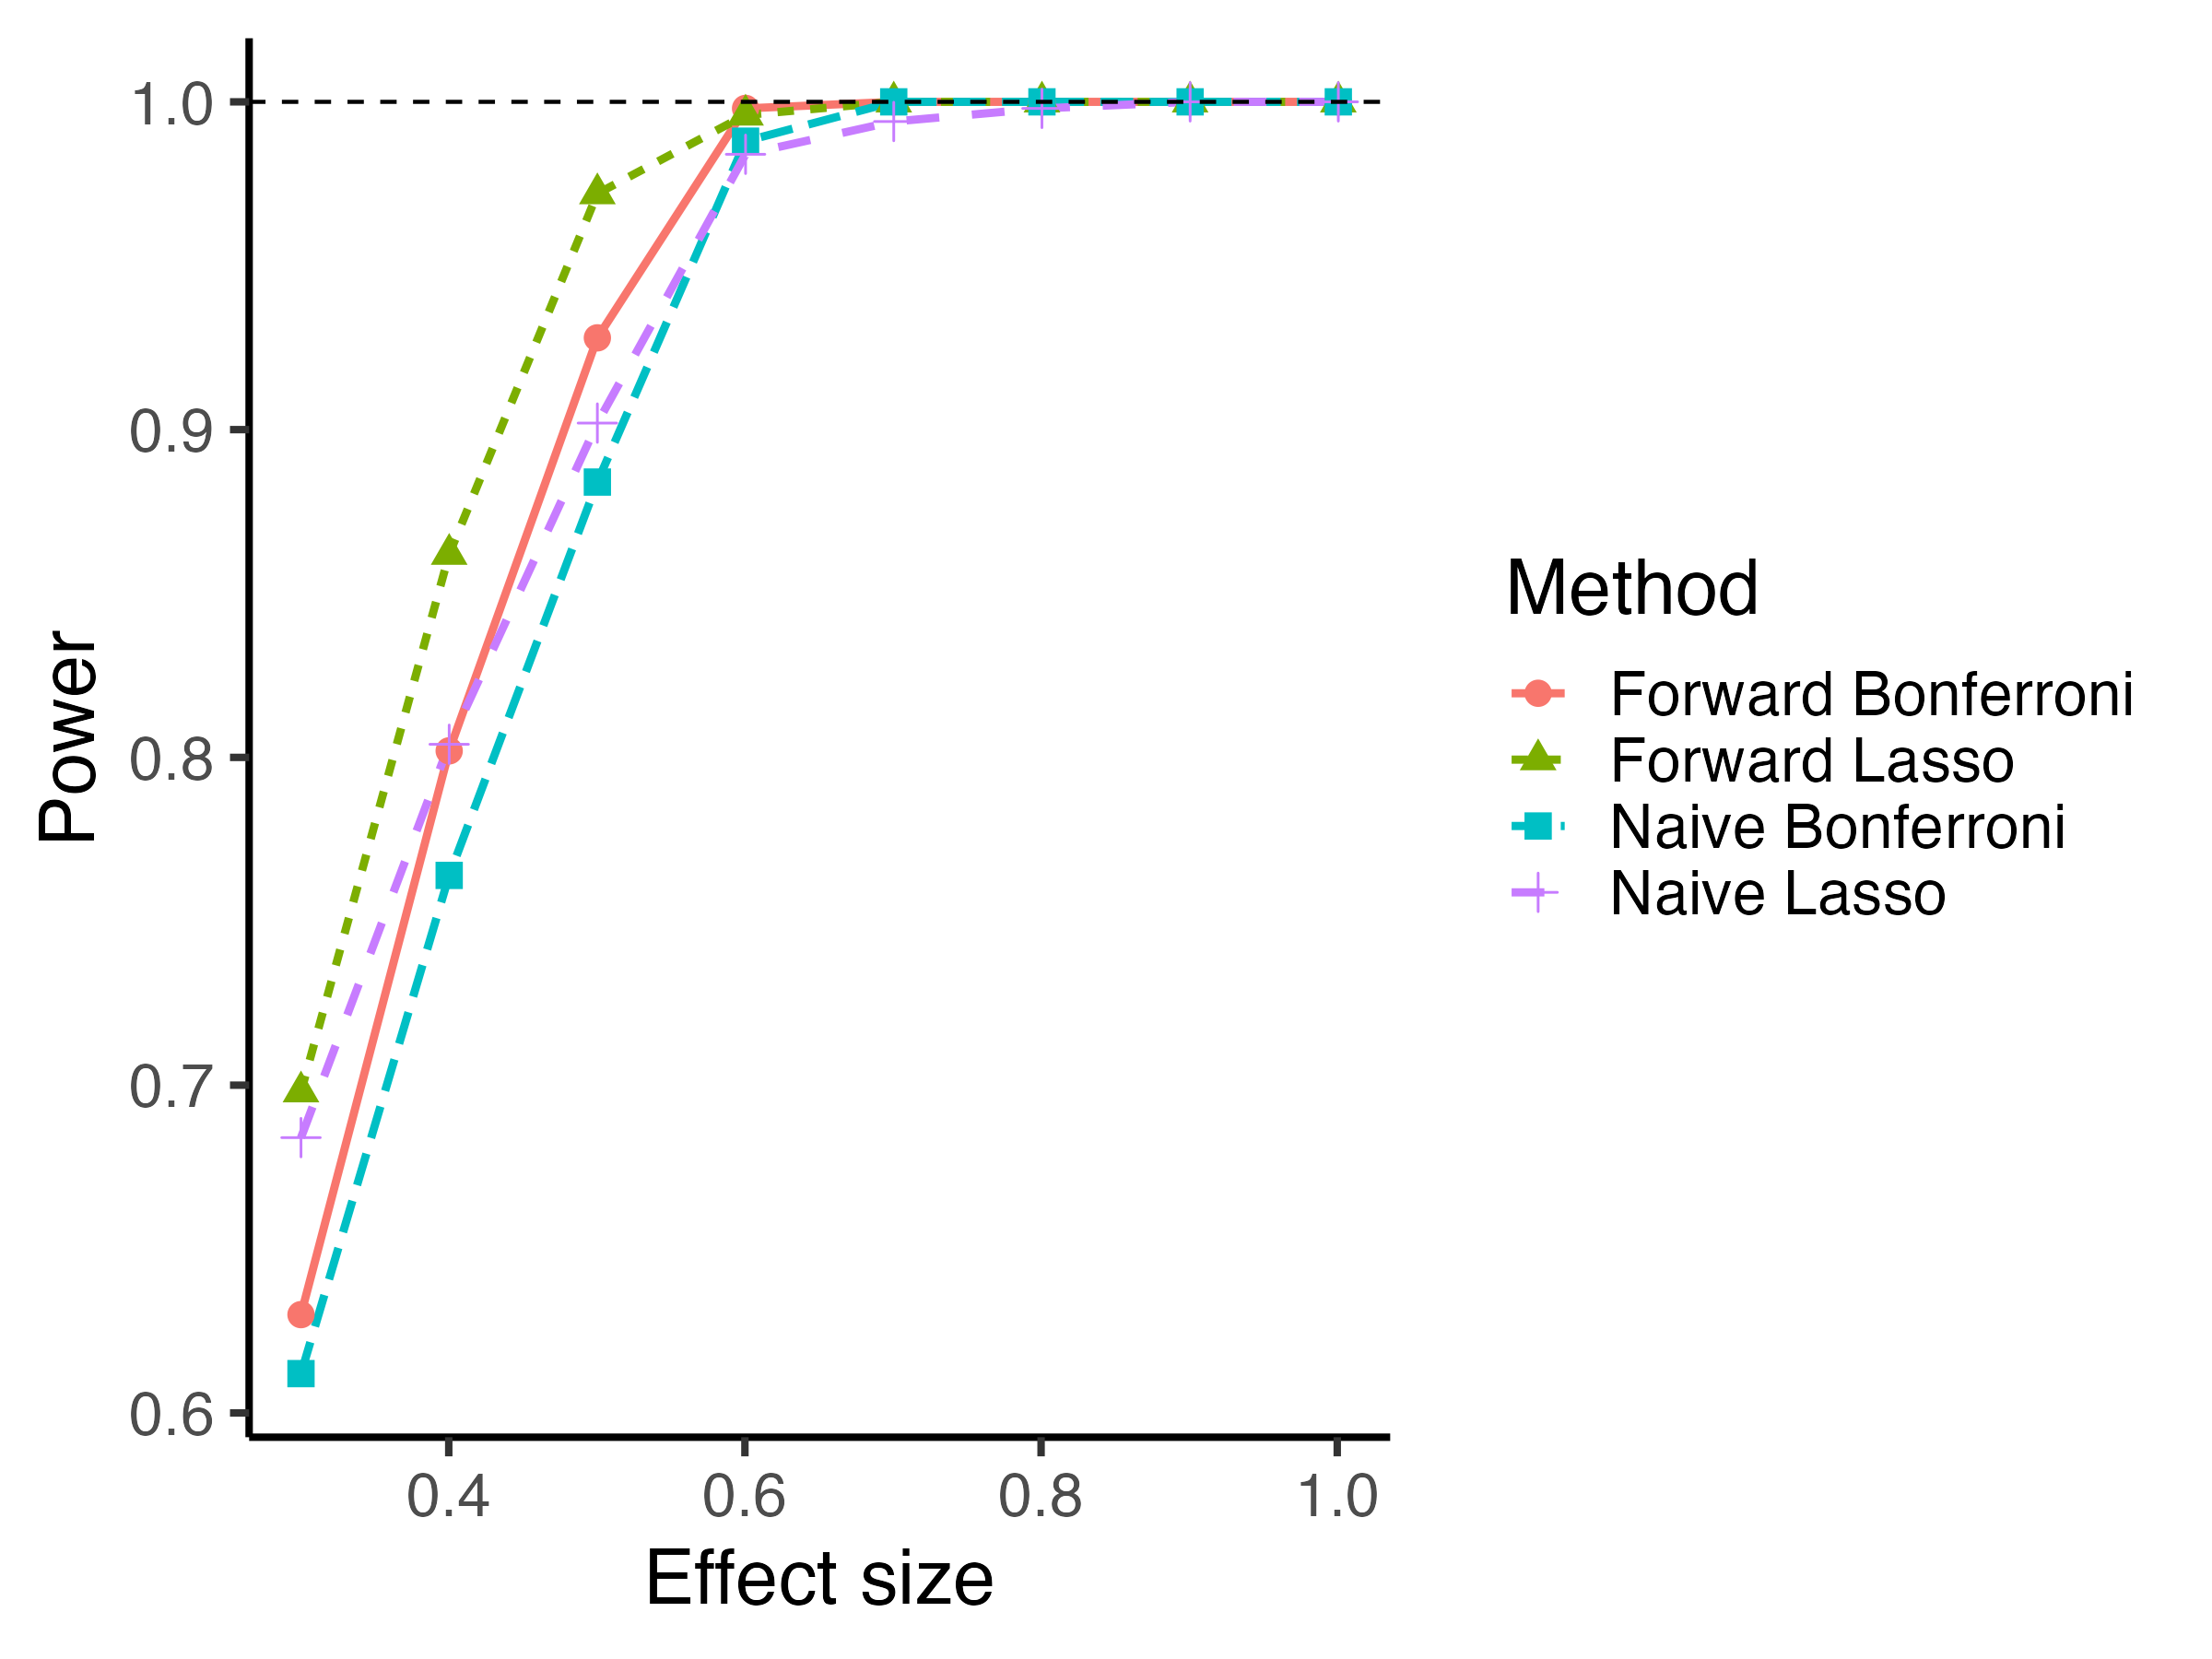 Power
1.0
0.9
0.8
0.7
0.6
0.4 0.6 0.8 1.0
Effect size
Method
Forward Bonferroni
Forward Lasso
Naive Bonferroni
Naive Lasso